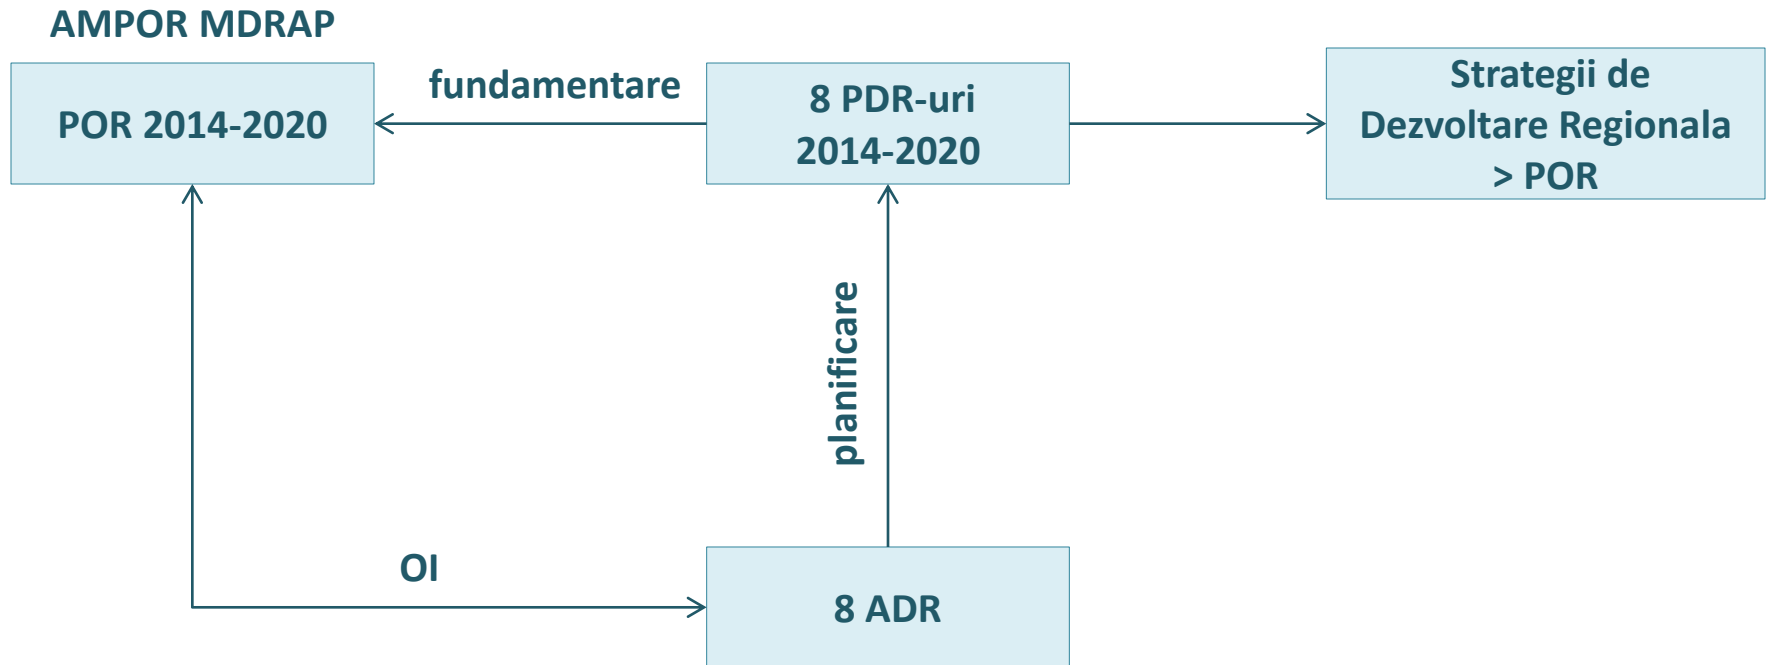 AMPOR MDRAP
POR 2014-2020
fundamentare
8 PDR-uri
2014-2020
Strategii de
Dezvoltare Regionala
> POR
planificare
OI
8 ADR